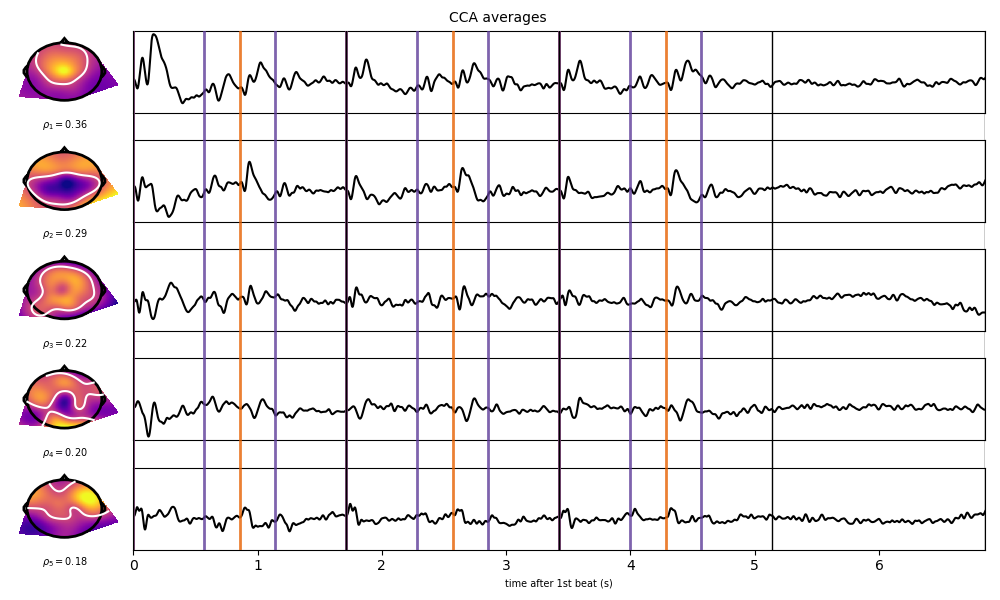 CCA averages
ρ₁ = 0.36
ρ₂ = 0.29
ρ₃ = 0.22
ρ₄ = 0.20
ρ₅ = 0.18
0 1 2 3 4 5 6
time after 1st beat (s)